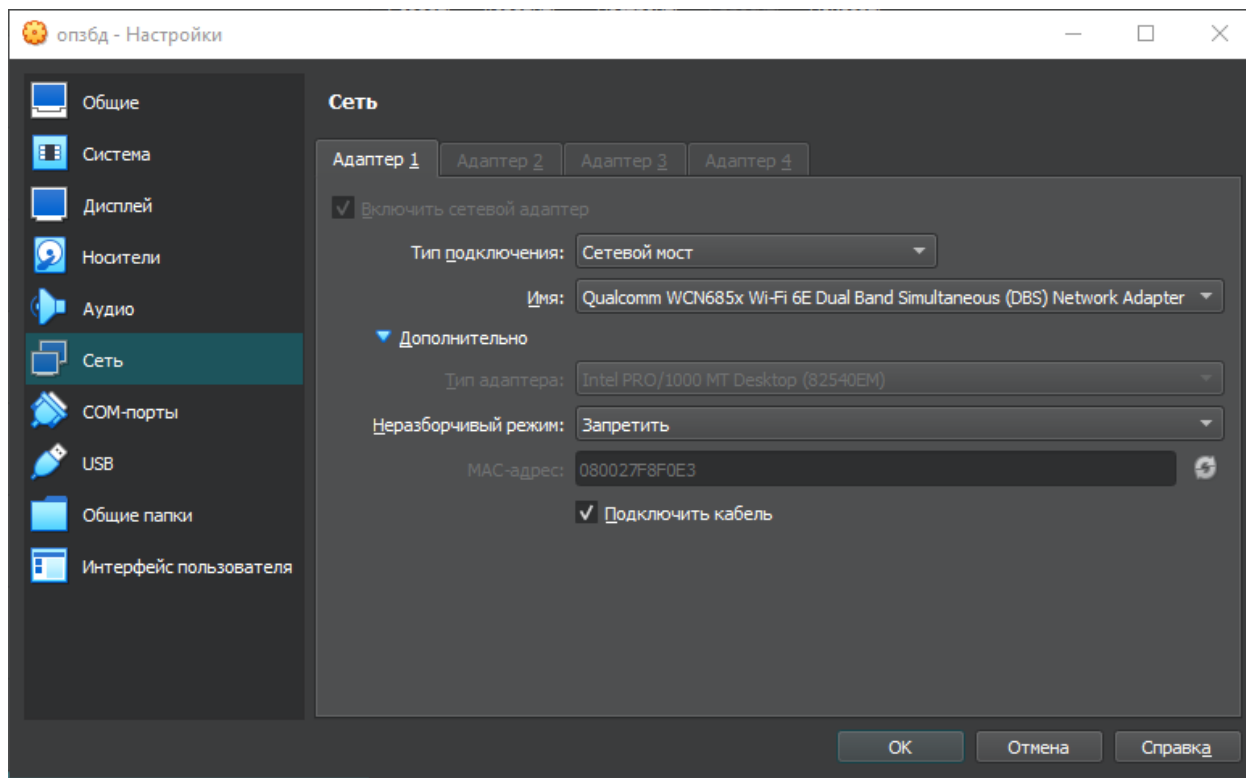 опзбд - Настройки
Общие
Система
Дисплей
Носители
Аудио
Сеть
COM-порты
USB
Общие папки
Интерфейс пользователя
Сеть
Адаптер 1 Адаптер 2 Адаптер 3 Адаптер 4
Включить сетевой адаптер
Тип подключения: Сетевой мост
Имя: Qualcomm WCN685x Wi-Fi 6E Dual Band Simultaneous (DBS) Network Adapter
Дополнительно
Тип адаптера: Intel PRO/1000 MT Desktop (82540EM)
Неразборчивый режим: Запретить
MAC-адрес: 080027F8F0E3
Подключить кабель
OK Отмена Справка